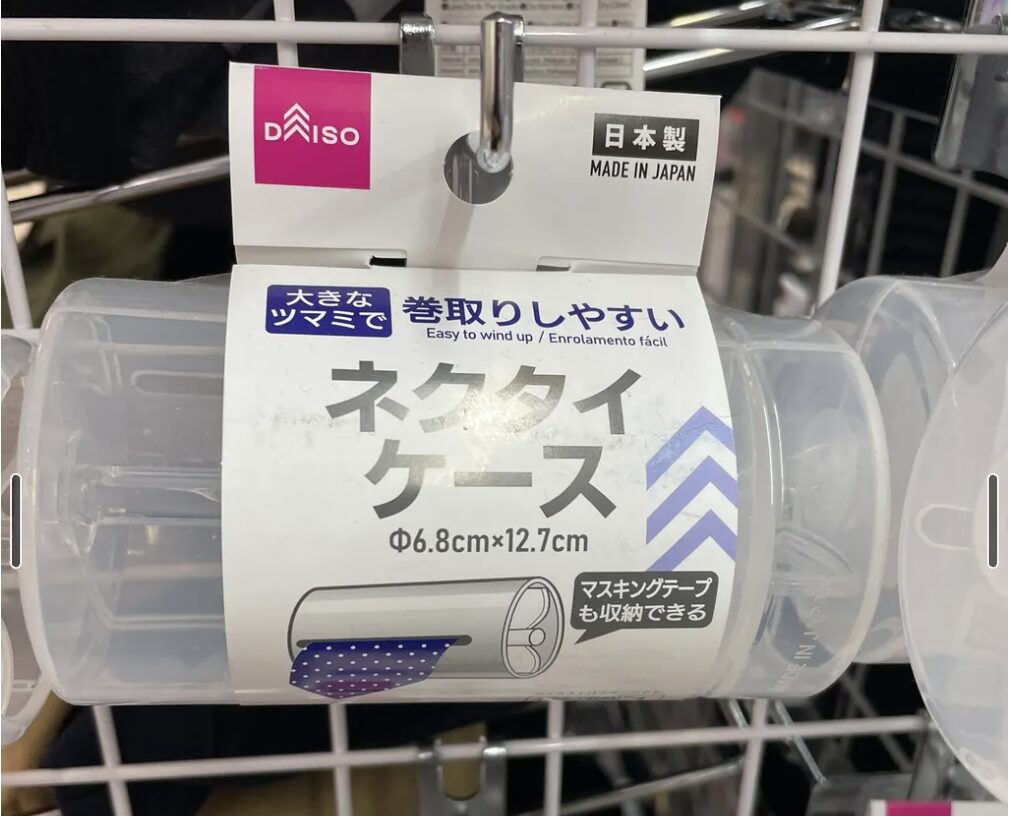 DAISO
日本製
MADE IN JAPAN
大きな
ツマミで
巻取りしやすい
Easy to wind up / Enrolamento fácil
ネクタイ
ケース
Φ6.8cm×12.7cm
マスキングテープ
も収納できる